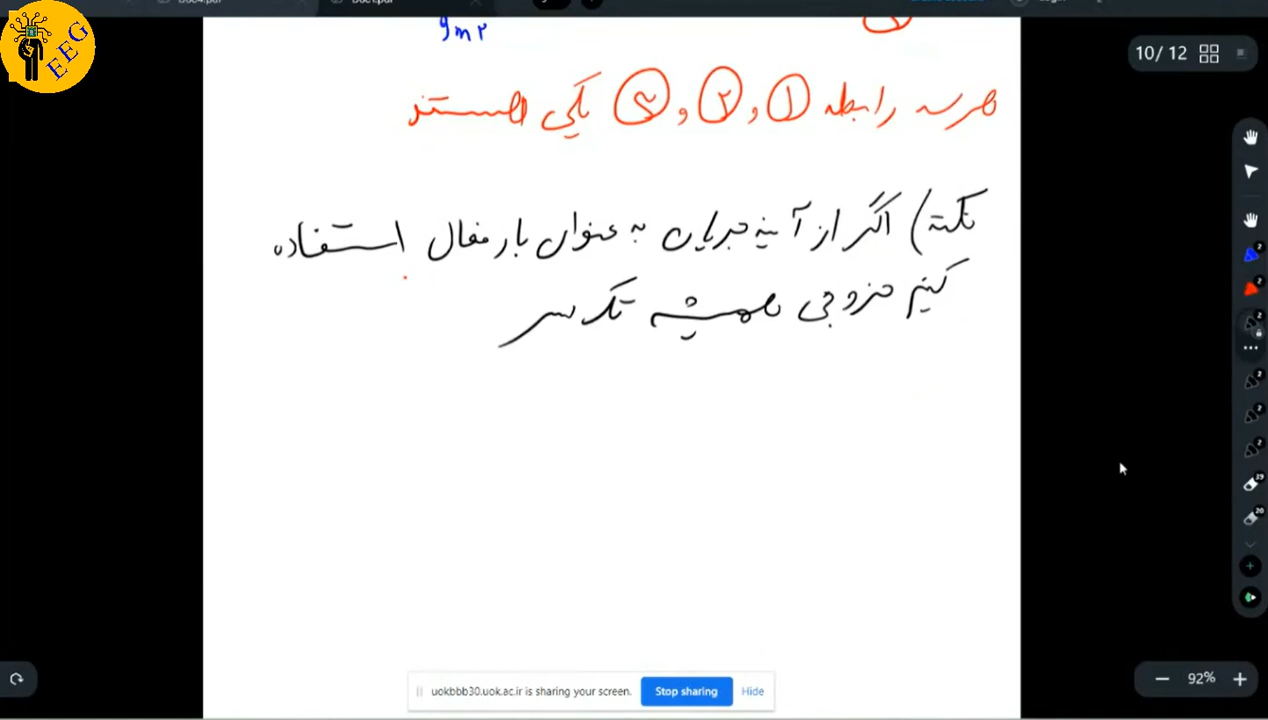 gmr
10/ 12
EEG
هر سه رابطه ۱ و ۲ و ۳ یکی هستند
نکته) اگر از آینه جریان به عنوان بار فعال استفاده
کنیم خروجی همیشه تک سر
uokbbb30.uok.ac.ir is sharing your screen. Stop sharing Hide
92%